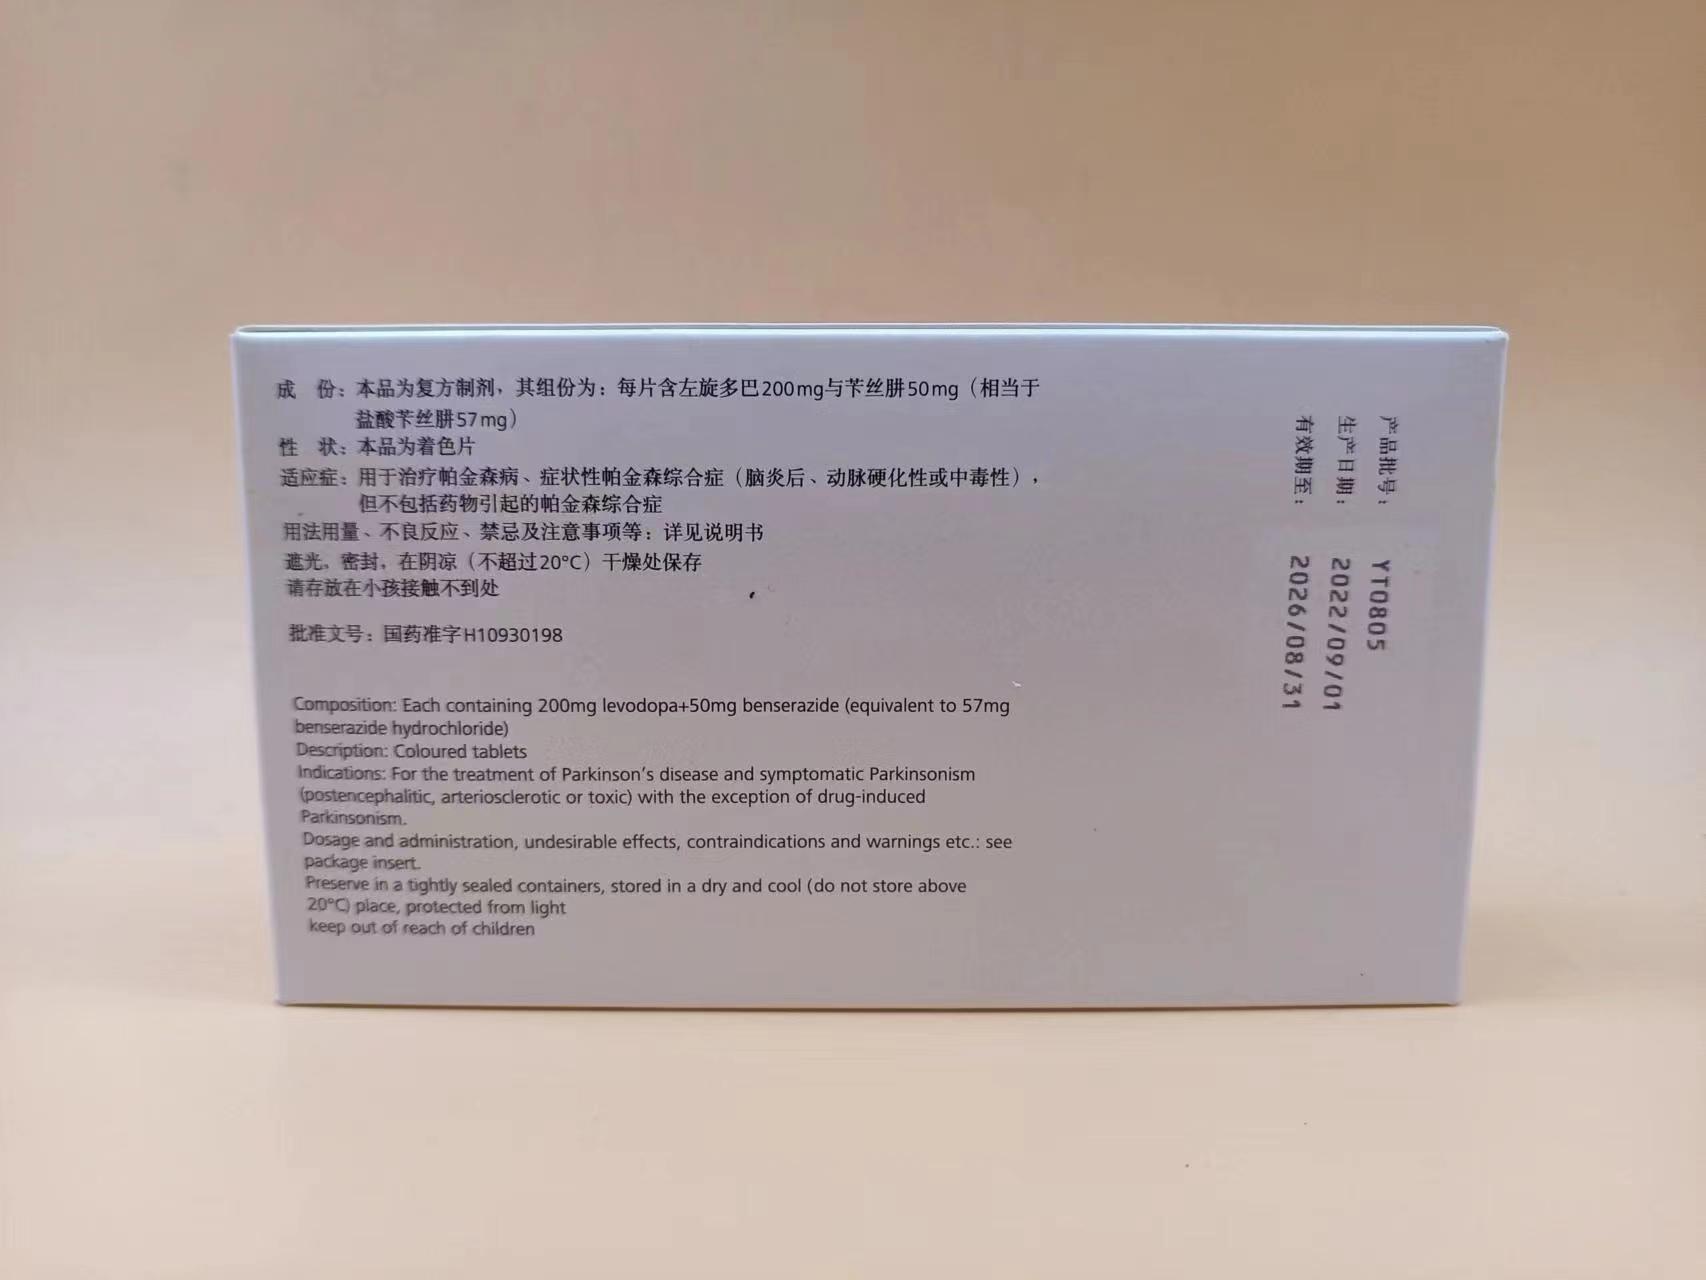 成　份：本品为复方制剂，其组份为：每片含左旋多巴200mg与苄丝肼50mg（相当于
盐酸苄丝肼57mg）
性　状：本品为着色片
适应症：用于治疗帕金森病、症状性帕金森综合症（脑炎后、动脉硬化性或中毒性），
但不包括药物引起的帕金森综合症
用法用量、不良反应、禁忌及注意事项等：详见说明书
遮光，密封，在阴凉（不超过20°C）干燥处保存
请存放在小孩接触不到处
批准文号：国药准字H10930198
Composition: Each containing 200mg levodopa+50mg benserazide (equivalent to 57mg
benserazide hydrochloride)
Description: Coloured tablets
Indications: For the treatment of Parkinson's disease and symptomatic Parkinsonism
(postencephalitic, arteriosclerotic or toxic) with the exception of drug-induced
Parkinsonism.
Dosage and administration, undesirable effects, contraindications and warnings etc.: see
package insert.
Preserve in a tightly sealed containers, stored in a dry and cool (do not store above
20°C) place, protected from light
keep out of reach of children
产品批号： YT0805
生产日期： 2022/09/01
有效期至： 2026/08/31